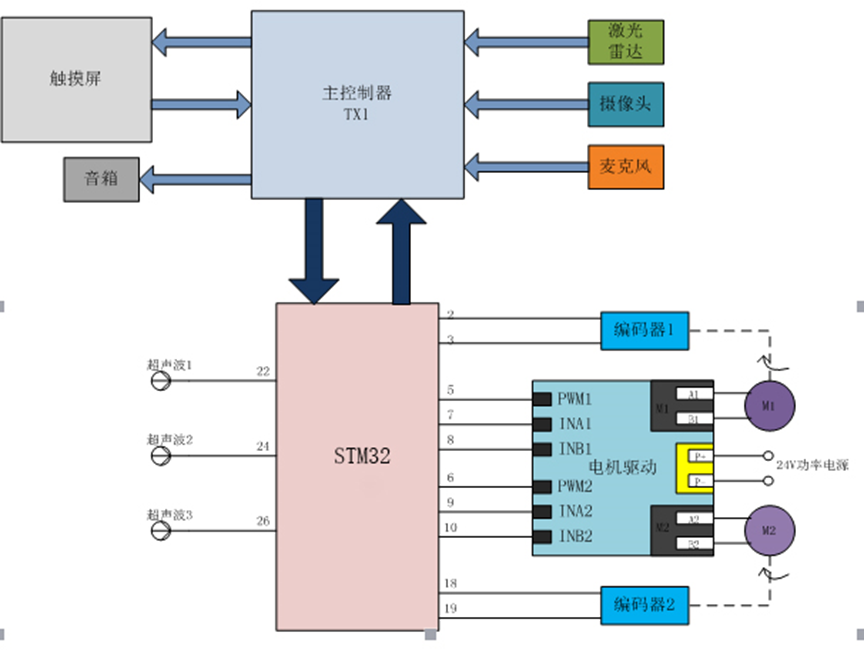 触摸屏
主控制器
TX1
激光
雷达
摄像头
麦克风
音箱
2
3
编码器1
超声波1
22
5
PWM1
7
INA1
8
INB1
M1
A1
B1
M1
超声波2
24
STM32
电机驱动
P+
P-
24V功率电源
6
PWM2
9
INA2
10
INB2
M2
A2
B2
M2
超声波3
26
18
19
编码器2